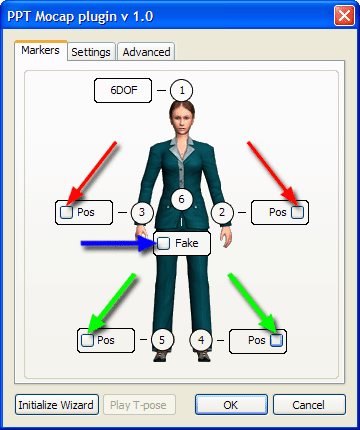 PPT Mocap plugin v 1.0
Markers Settings Advanced
6DOF 1
Pos 3 6 2 Pos
Fake
Pos 5 4 Pos
Initialize Wizard Play T-pose OK Cancel